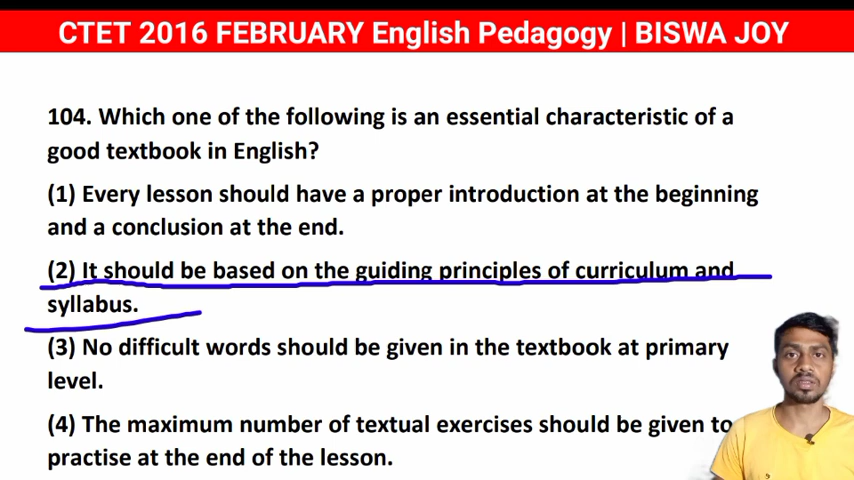 CTET 2016 FEBRUARY English Pedagogy | BISWA JOY
104. Which one of the following is an essential characteristic of a
good textbook in English?
(1) Every lesson should have a proper introduction at the beginning
and a conclusion at the end.
(2) It should be based on the guiding principles of curriculum and
syllabus.
(3) No difficult words should be given in the textbook at primary
level.
(4) The maximum number of textual exercises should be given to
practise at the end of the lesson.